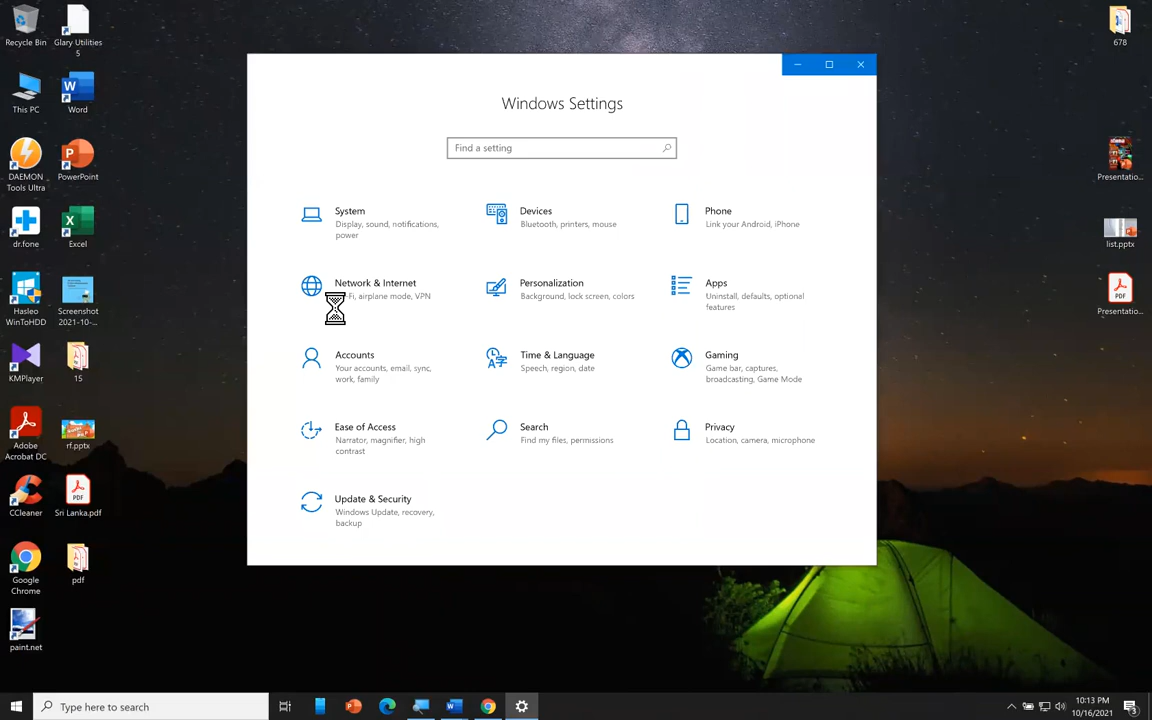 Recycle Bin
Glary Utilities
5
This PC
Word
DAEMON
Tools Ultra
PowerPoint
dr.fone
Excel
Hasleo
WinToHDD
Screenshot
2021-10-...
KMPlayer
15
Adobe
Acrobat DC
rf.pptx
CCleaner
PDF
Sri Lanka.pdf
Google
Chrome
pdf
paint.net
Windows Settings
Find a setting
System
Display, sound, notifications,
power
Devices
Bluetooth, printers, mouse
Phone
Link your Android, iPhone
Network & Internet
-Fi, airplane mode, VPN
Personalization
Background, lock screen, colors
Apps
Uninstall, defaults, optional
features
Accounts
Your accounts, email, sync,
work, family
Time & Language
Speech, region, date
Gaming
Game bar, captures,
broadcasting, Game Mode
Ease of Access
Narrator, magnifier, high
contrast
Search
Find my files, permissions
Privacy
Location, camera, microphone
Update & Security
Windows Update, recovery,
backup
678
Presentatio...
list.pptx
PDF
Presentatio...
Type here to search
10:13 PM
10/16/2021
3